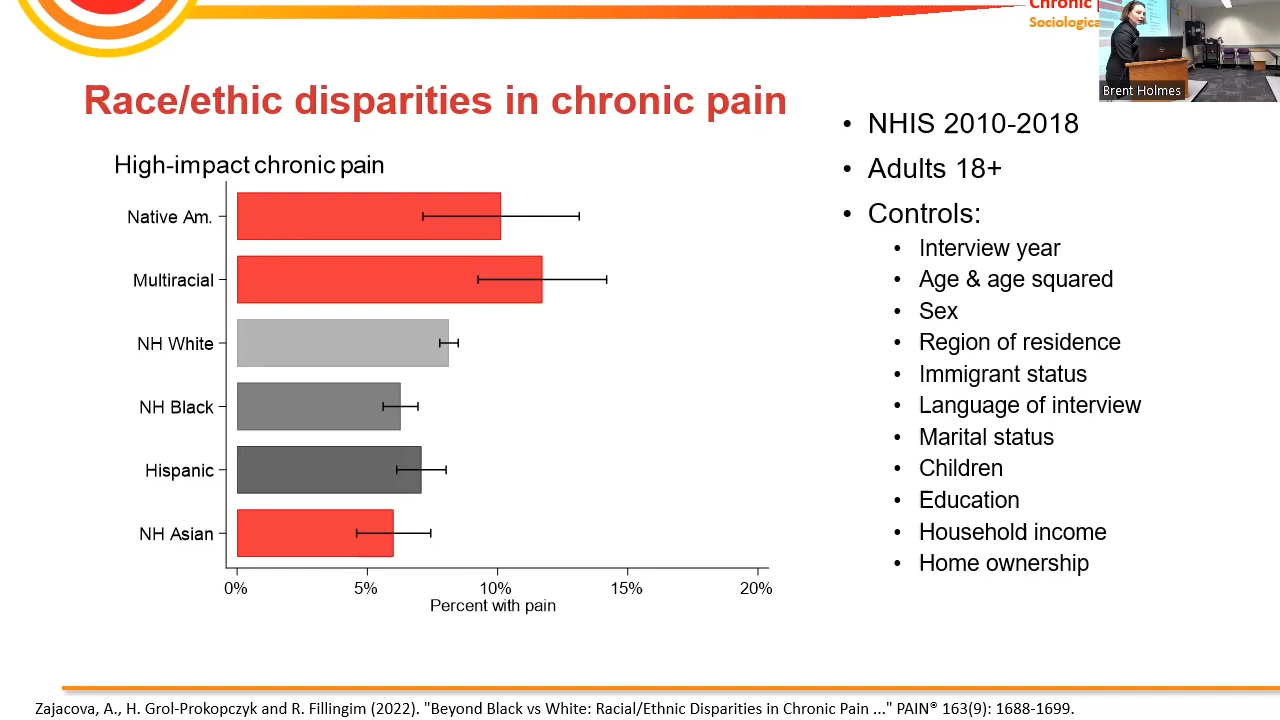 Chronic
Sociologica
Brent Holmes
Race/ethic disparities in chronic pain
High-impact chronic pain
Native Am.
Multiracial
NH White
NH Black
Hispanic
NH Asian
0% 5% 10% 15% 20%
Percent with pain
• NHIS 2010-2018
• Adults 18+
• Controls:
• Interview year
• Age & age squared
• Sex
• Region of residence
• Immigrant status
• Language of interview
• Marital status
• Children
• Education
• Household income
• Home ownership
Zajacova, A., H. Grol-Prokopczyk and R. Fillingim (2022). "Beyond Black vs White: Racial/Ethnic Disparities in Chronic Pain ..." PAIN® 163(9): 1688-1699.